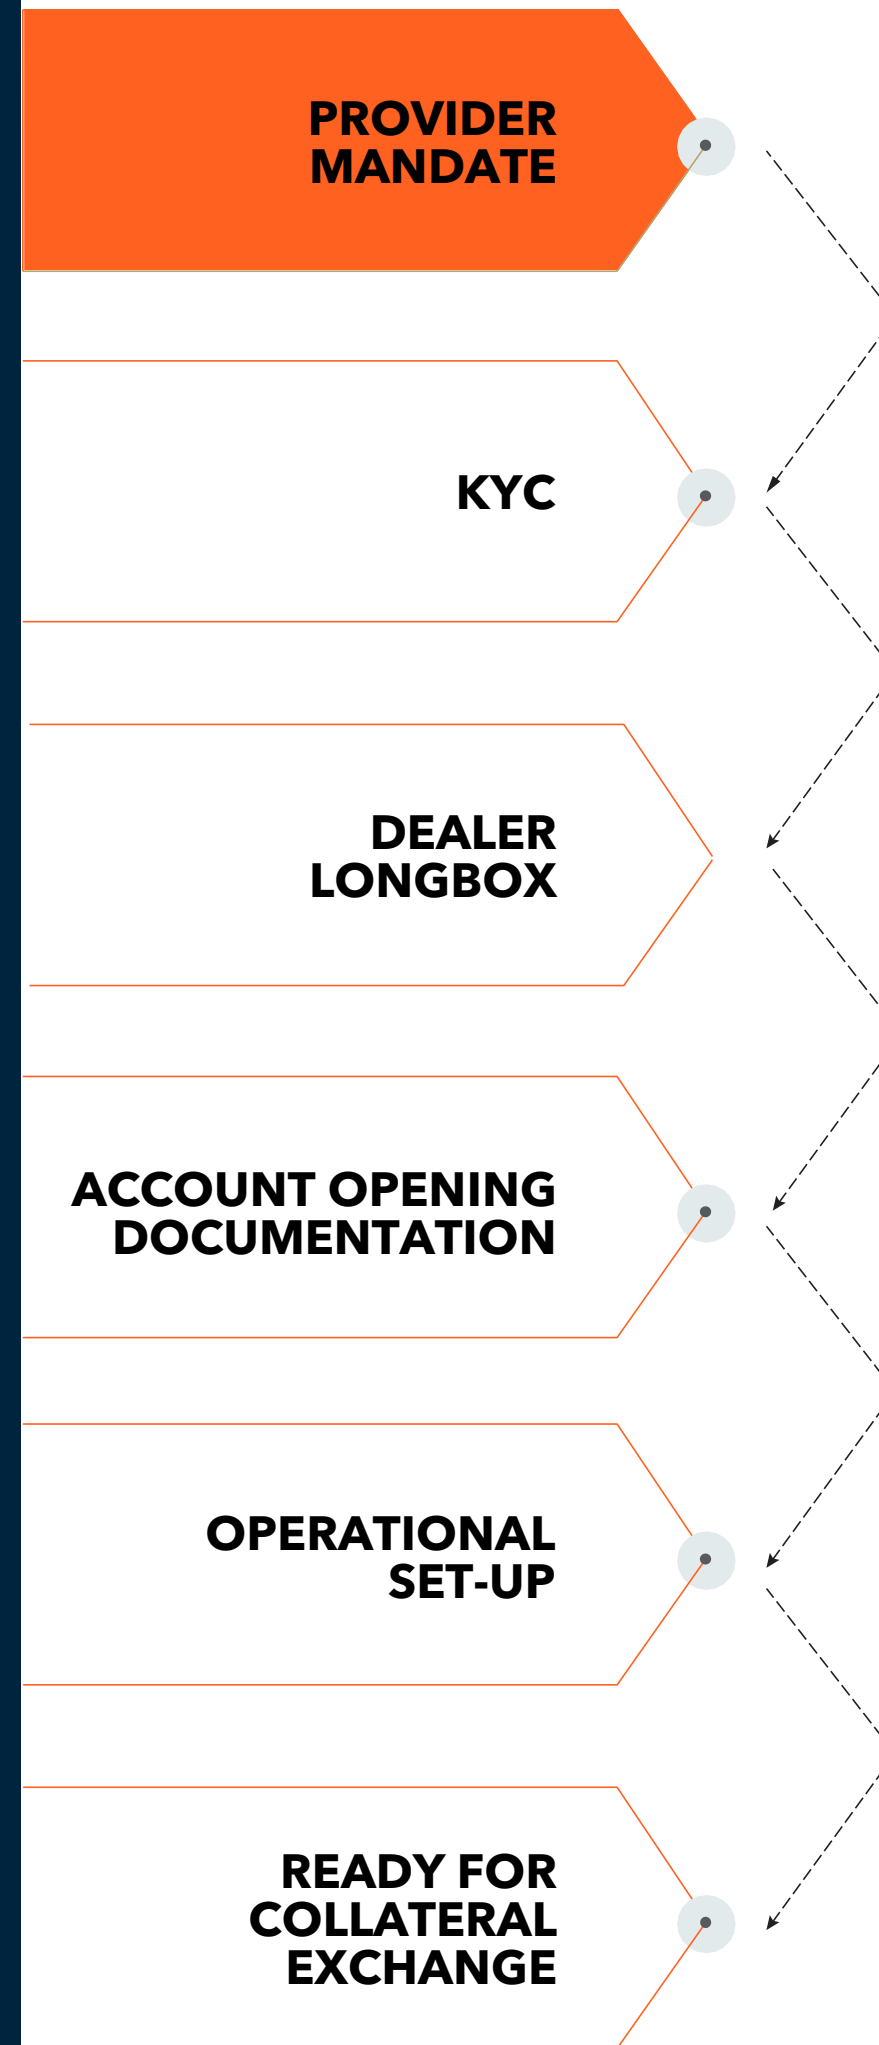 PROVIDER
MANDATE
KYC
DEALER
LONGBOX
ACCOUNT OPENING
DOCUMENTATION
OPERATIONAL
SET-UP
READY FOR
COLLATERAL
EXCHANGE